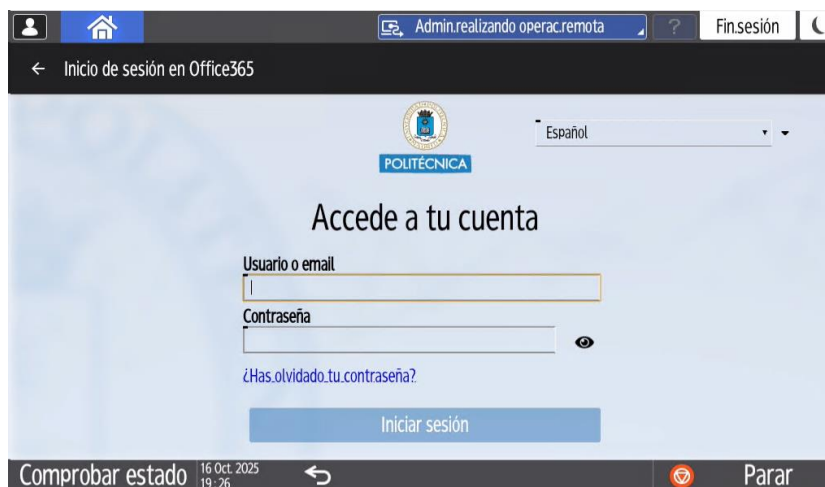 Admin.realizando operac.remota
?
Fin.sesión
Inicio de sesión en Office365
POLITÉCNICA
Español
Accede a tu cuenta
Usuario o email
Contraseña
¿Has olvidado tu contraseña?
Iniciar sesión
Comprobar estado
16 Oct. 2025
19:26
Parar